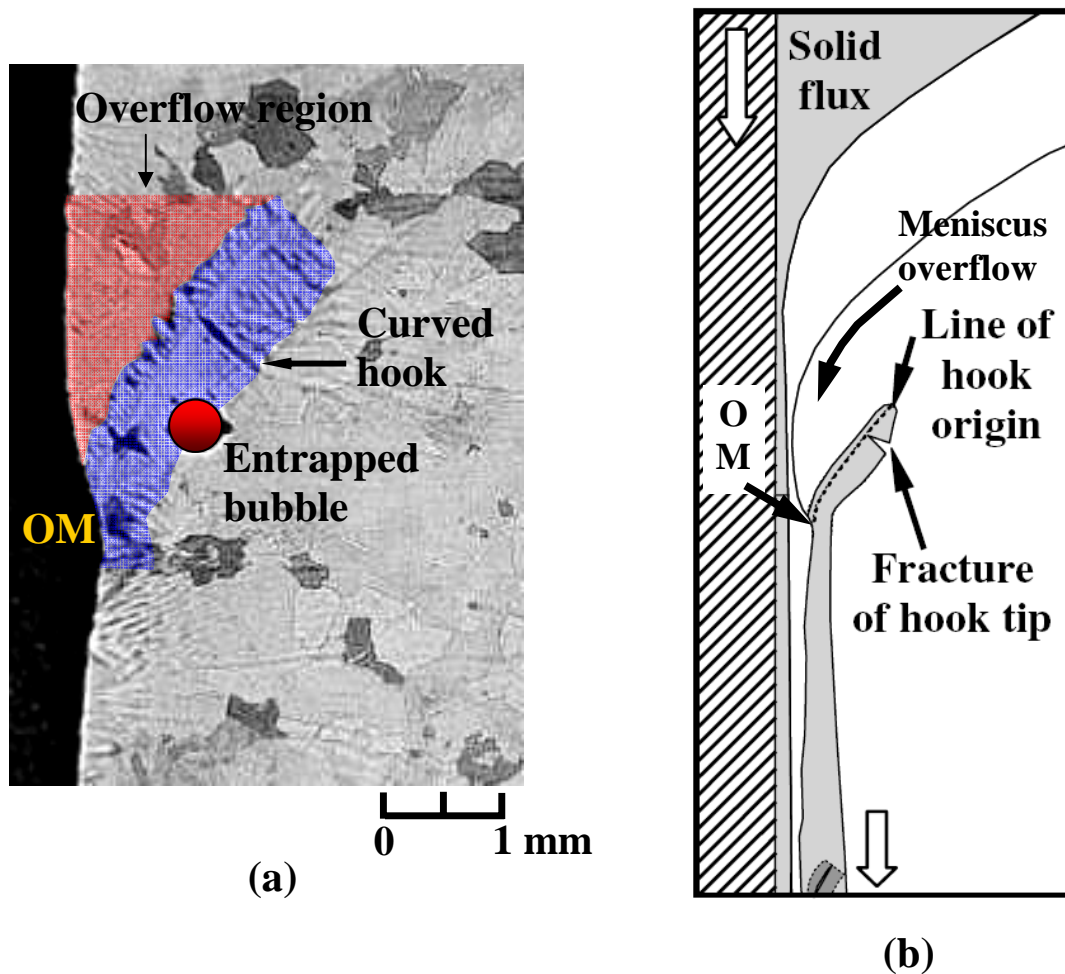 Overflow region
Curved
hook
Entrapped
bubble
OM
0
1 mm
(a)
Solid
flux
Meniscus
overflow
Line of
hook
origin
O
M
Fracture
of hook tip
(b)